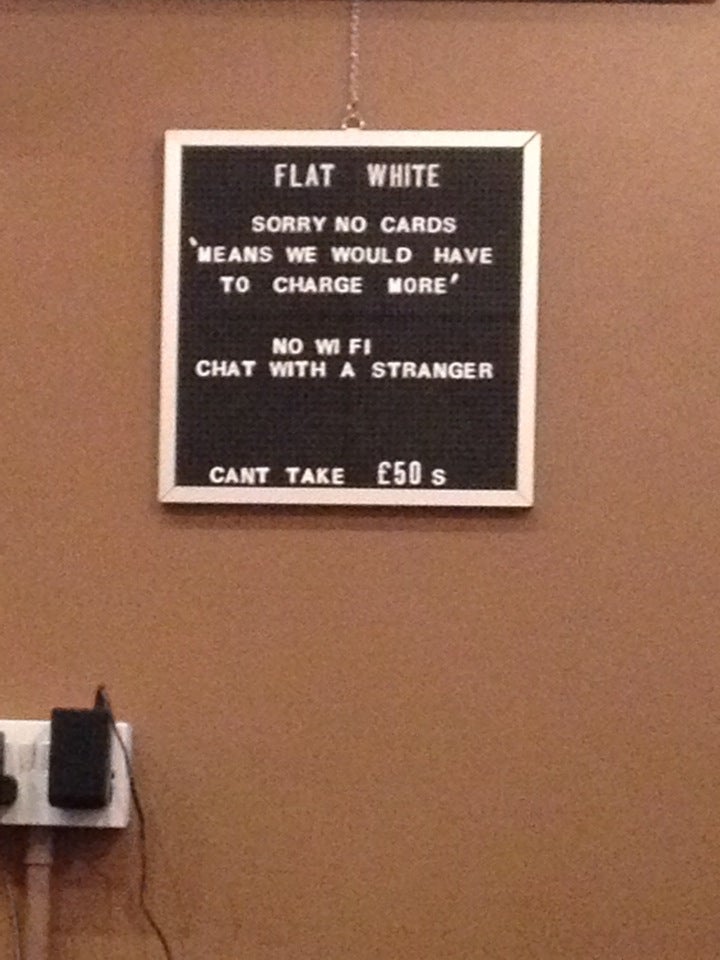 FLAT WHITE
SORRY NO CARDS
'MEANS WE WOULD HAVE
TO CHARGE MORE'
NO WI FI
CHAT WITH A STRANGER
CANT TAKE £50 S